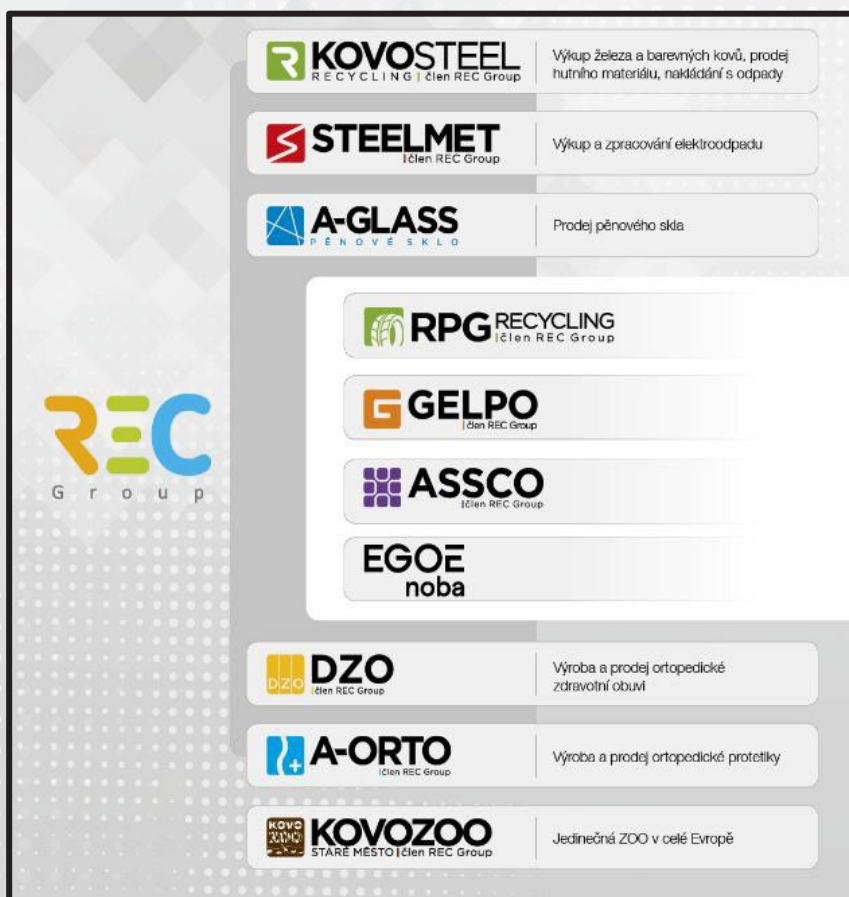 KOVOSTEEL
RECYCLING | člen REC Group
Výkup železa a barevných kovů, prodej
hutního materiálu, nakládání s odpady
STEELMET
|člen REC Group
Výkup a zpracování elektroodpadu
A-GLASS
PĚNOVÉ SKLO
Prodej pěnového skla
RPG RECYCLING
|člen REC Group
GELPO
|člen REC Group
ASSCO
|člen REC Group
EGOE
noba
REC
Group
DZO
DZO
|člen REC Group
Výroba a prodej ortopedické
zdravotní obuvi
A-ORTO
|člen REC Group
Výroba a prodej ortopedické protetiky
KOVO
ZOO
KOVOZOO
STARÉ MĚSTO |člen REC Group
Jedinečná ZOO v celé Evropě